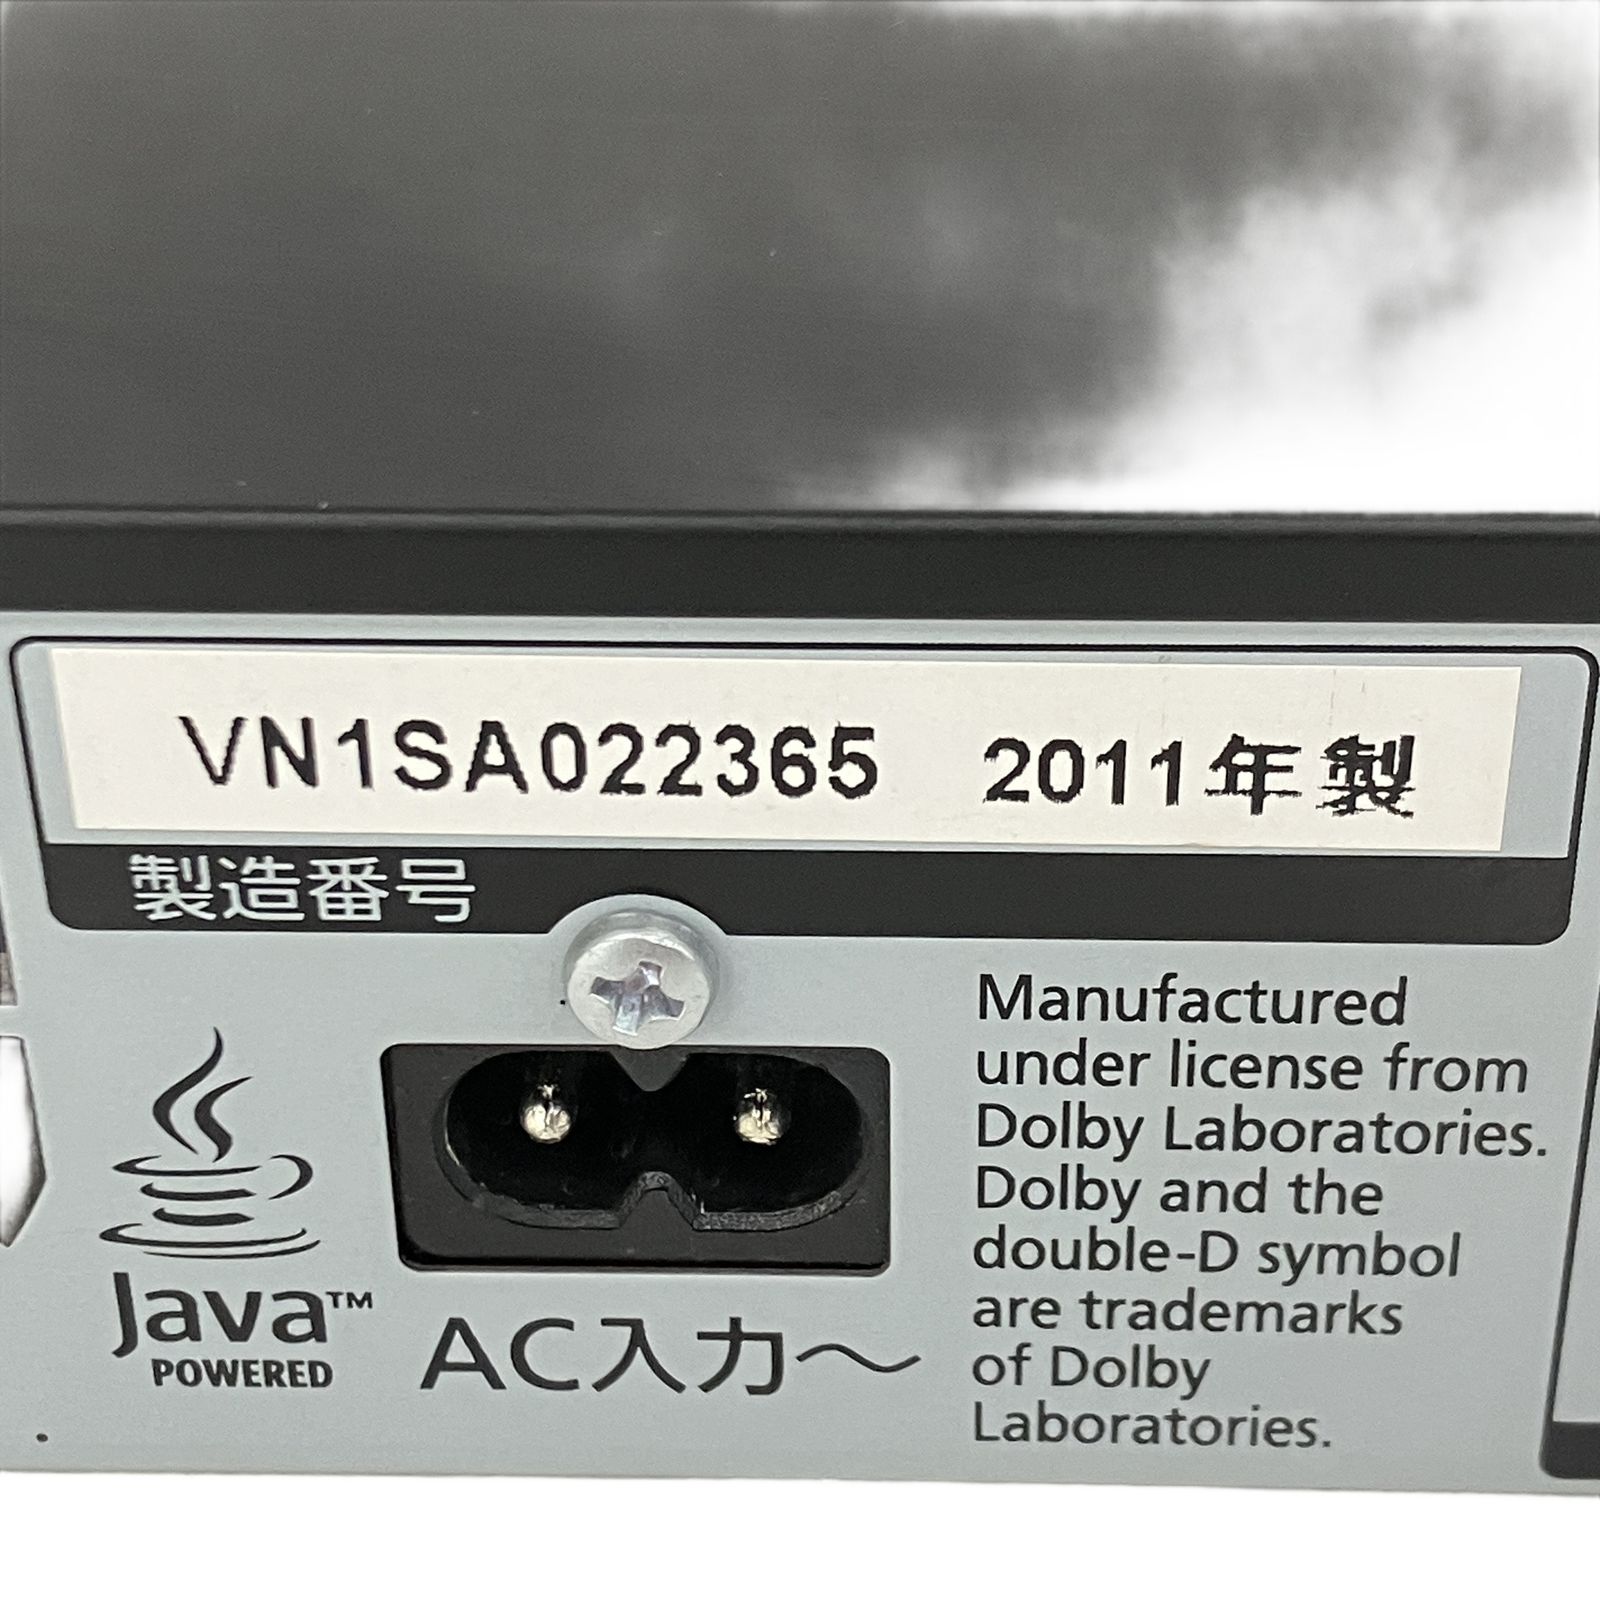 VN1SA022365 2011年製
製造番号
Java™
POWERED
AC入力～
Manufactured
under license from
Dolby Laboratories.
Dolby and the
double-D symbol
are trademarks
of Dolby
Laboratories.